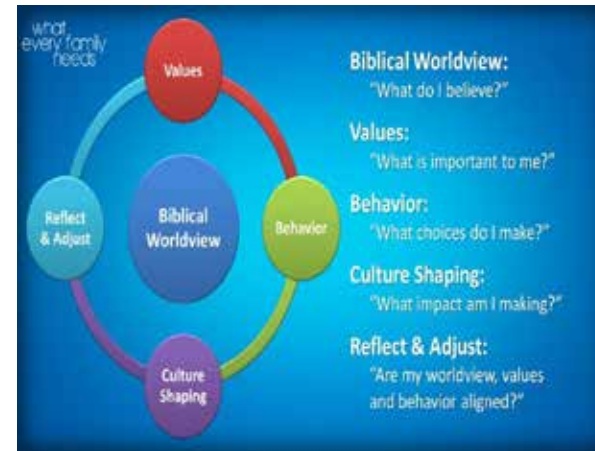 what
every family
needs
Values
Reflect
& Adjust
Biblical
Worldview
Behavior
Culture
Shaping
Biblical Worldview:
"What do I believe?"
Values:
"What is important to me?"
Behavior:
"What choices do I make?"
Culture Shaping:
"What impact am I making?"
Reflect & Adjust:
"Are my worldview, values
and behavior aligned?"